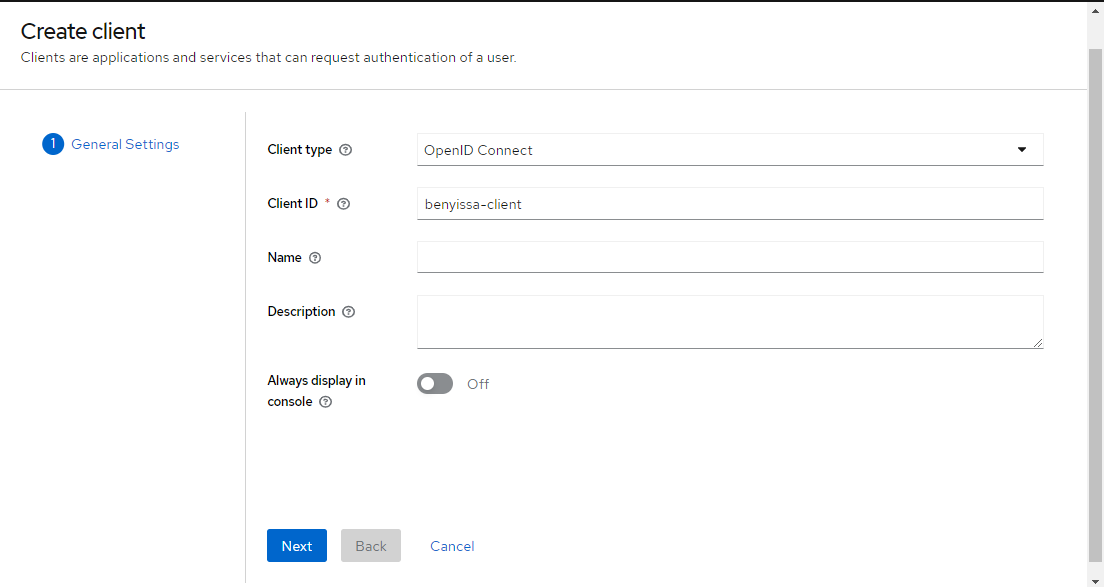 Create client
Clients are applications and services that can request authentication of a user.
1 General Settings
Client type
OpenID Connect
Client ID *
benyissa-client
Name
Description
Always display in
console
Off
Next
Back
Cancel